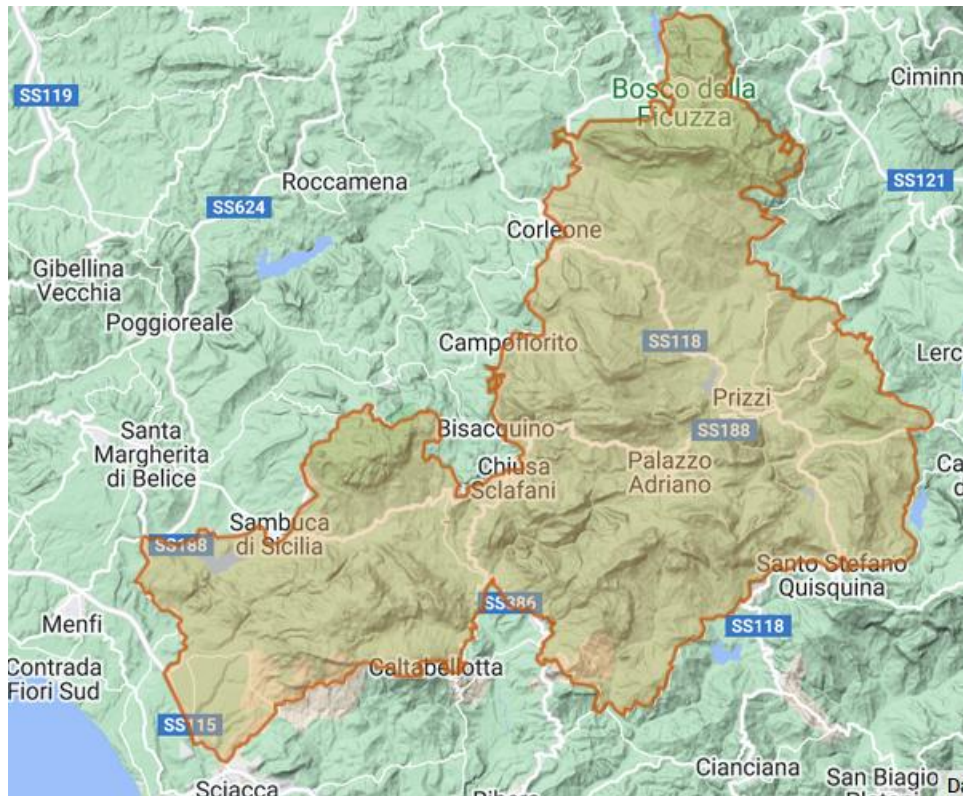 Bosco della
Ficuzza
Ciminn
SS119
SS121
Roccamena
SS624
Corleone
Gibellina
Vecchia
Poggioreale
Campofiorito
SS118
Lerc
Prizzi
Santa
Margherita
di Belice
Bisacquino
SS188
Chiusa
Sclafani
Palazzo
Adriano
Ca
d
Sambuca
di Sicilia
SS188
Santo Stefano
Quisquina
SS386
Menfi
SS118
Contrada
Fiori Sud
Caltabellotta
SS115
Cianciana
San Biagio
Sciacca
Da